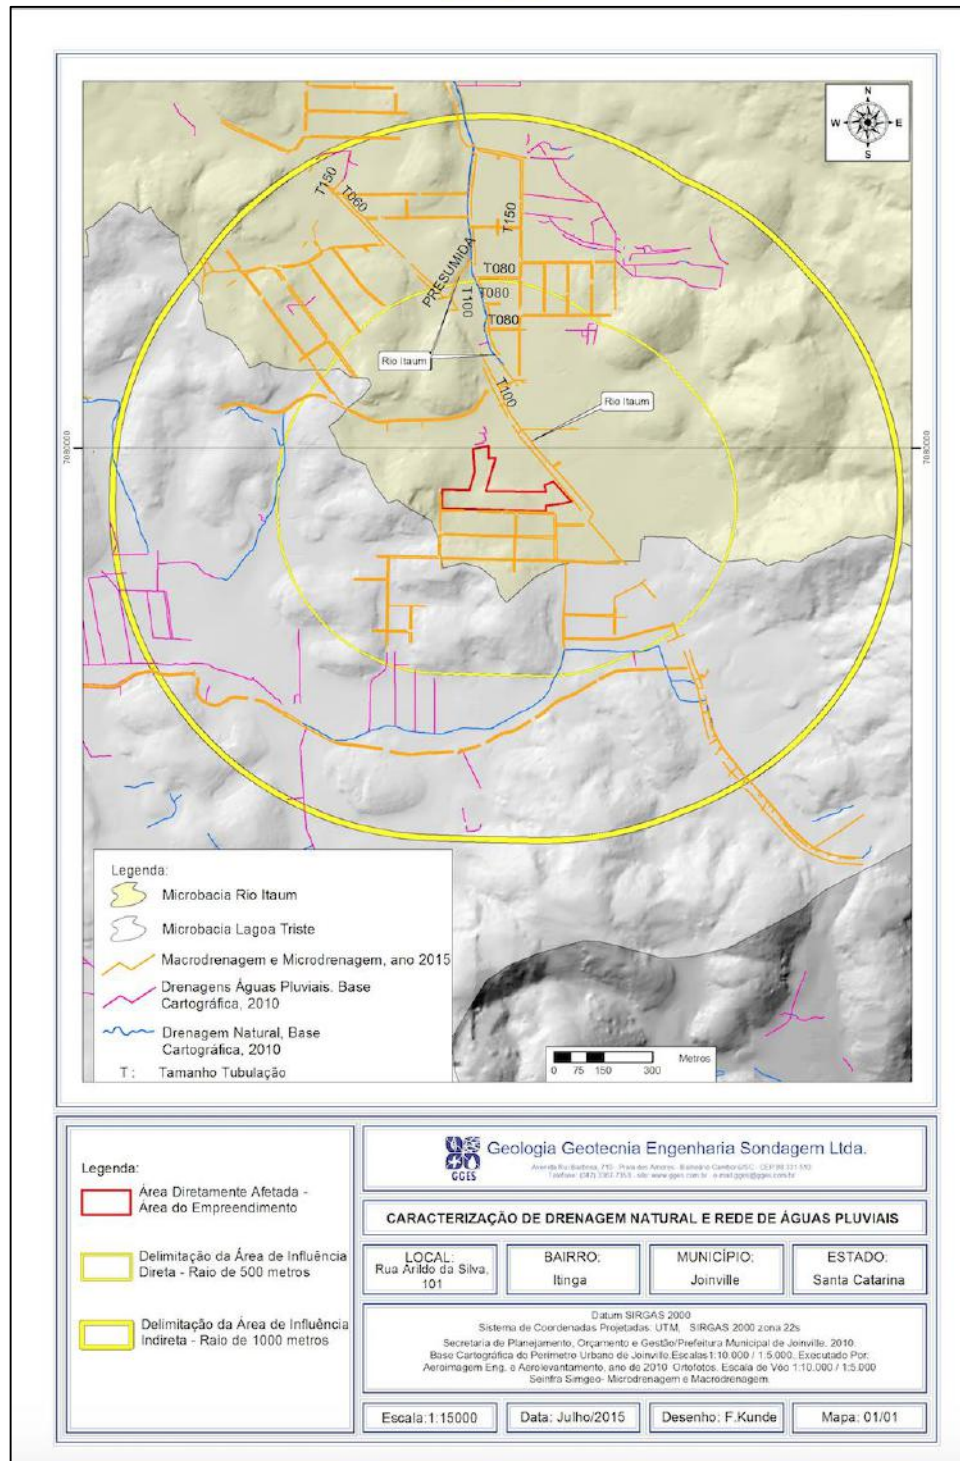 N
W E
S
T150
T060
T150
PRESUMIDA
T080
T100
T080
T080
Rio Itaum
T100
Rio Itaum
7080000
7080000
Legenda:
Microbacia Rio Itaum
Microbacia Lagoa Triste
Macrodrenagem e Microdrenagem, ano 2015
Drenagens Águas Pluviais. Base
Cartográfica, 2010
Drenagem Natural, Base
Cartográfica, 2010
T: Tamanho Tubulação
Metros
0 75 150 300
Legenda:
Área Diretamente Afetada -
Área do Empreendimento
Delimitação da Área de Influência
Direta - Raio de 500 metros
Delimitação da Área de Influência
Indireta - Raio de 1000 metros
GGES
Geologia Geotecnia Engenharia Sondagem Ltda.
CARACTERIZAÇÃO DE DRENAGEM NATURAL E REDE DE ÁGUAS PLUVIAIS
LOCAL:
Rua Arildo da Silva,
101
BAIRRO:
Itinga
MUNICÍPIO:
Joinville
ESTADO:
Santa Catarina
Datum SIRGAS 2000
Sistema de Coordenadas Projetadas: UTM, SIRGAS 2000 zona 22s
Secretaria de Planejamento, Orçamento e Gestão/Prefeitura Municipal de Joinville, 2010.
Base Cartográfica do Perímetro Urbano de Joinville.Escalas1:10.000 / 1:5.000, Executado Por:
Aeroimagem Eng. e Aerolevantamento, ano de 2010 Ortofotos. Escala de Vôo 1:10.000 / 1:5.000
Seinfra Simgeo- Microdrenagem e Macrodrenagem.
Escala:1:15000
Data: Julho/2015
Desenho: F.Kunde
Mapa: 01/01